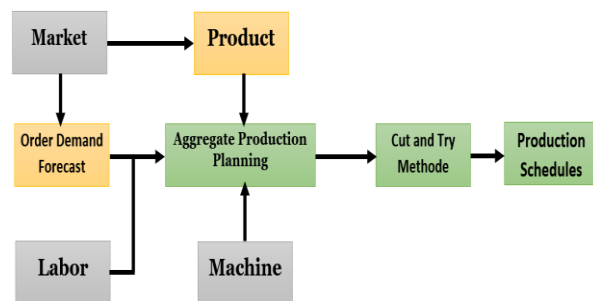 Market
Product
Order Demand
Forecast
Aggregate Production
Planning
Cut and Try
Methode
Production
Schedules
Labor
Machine